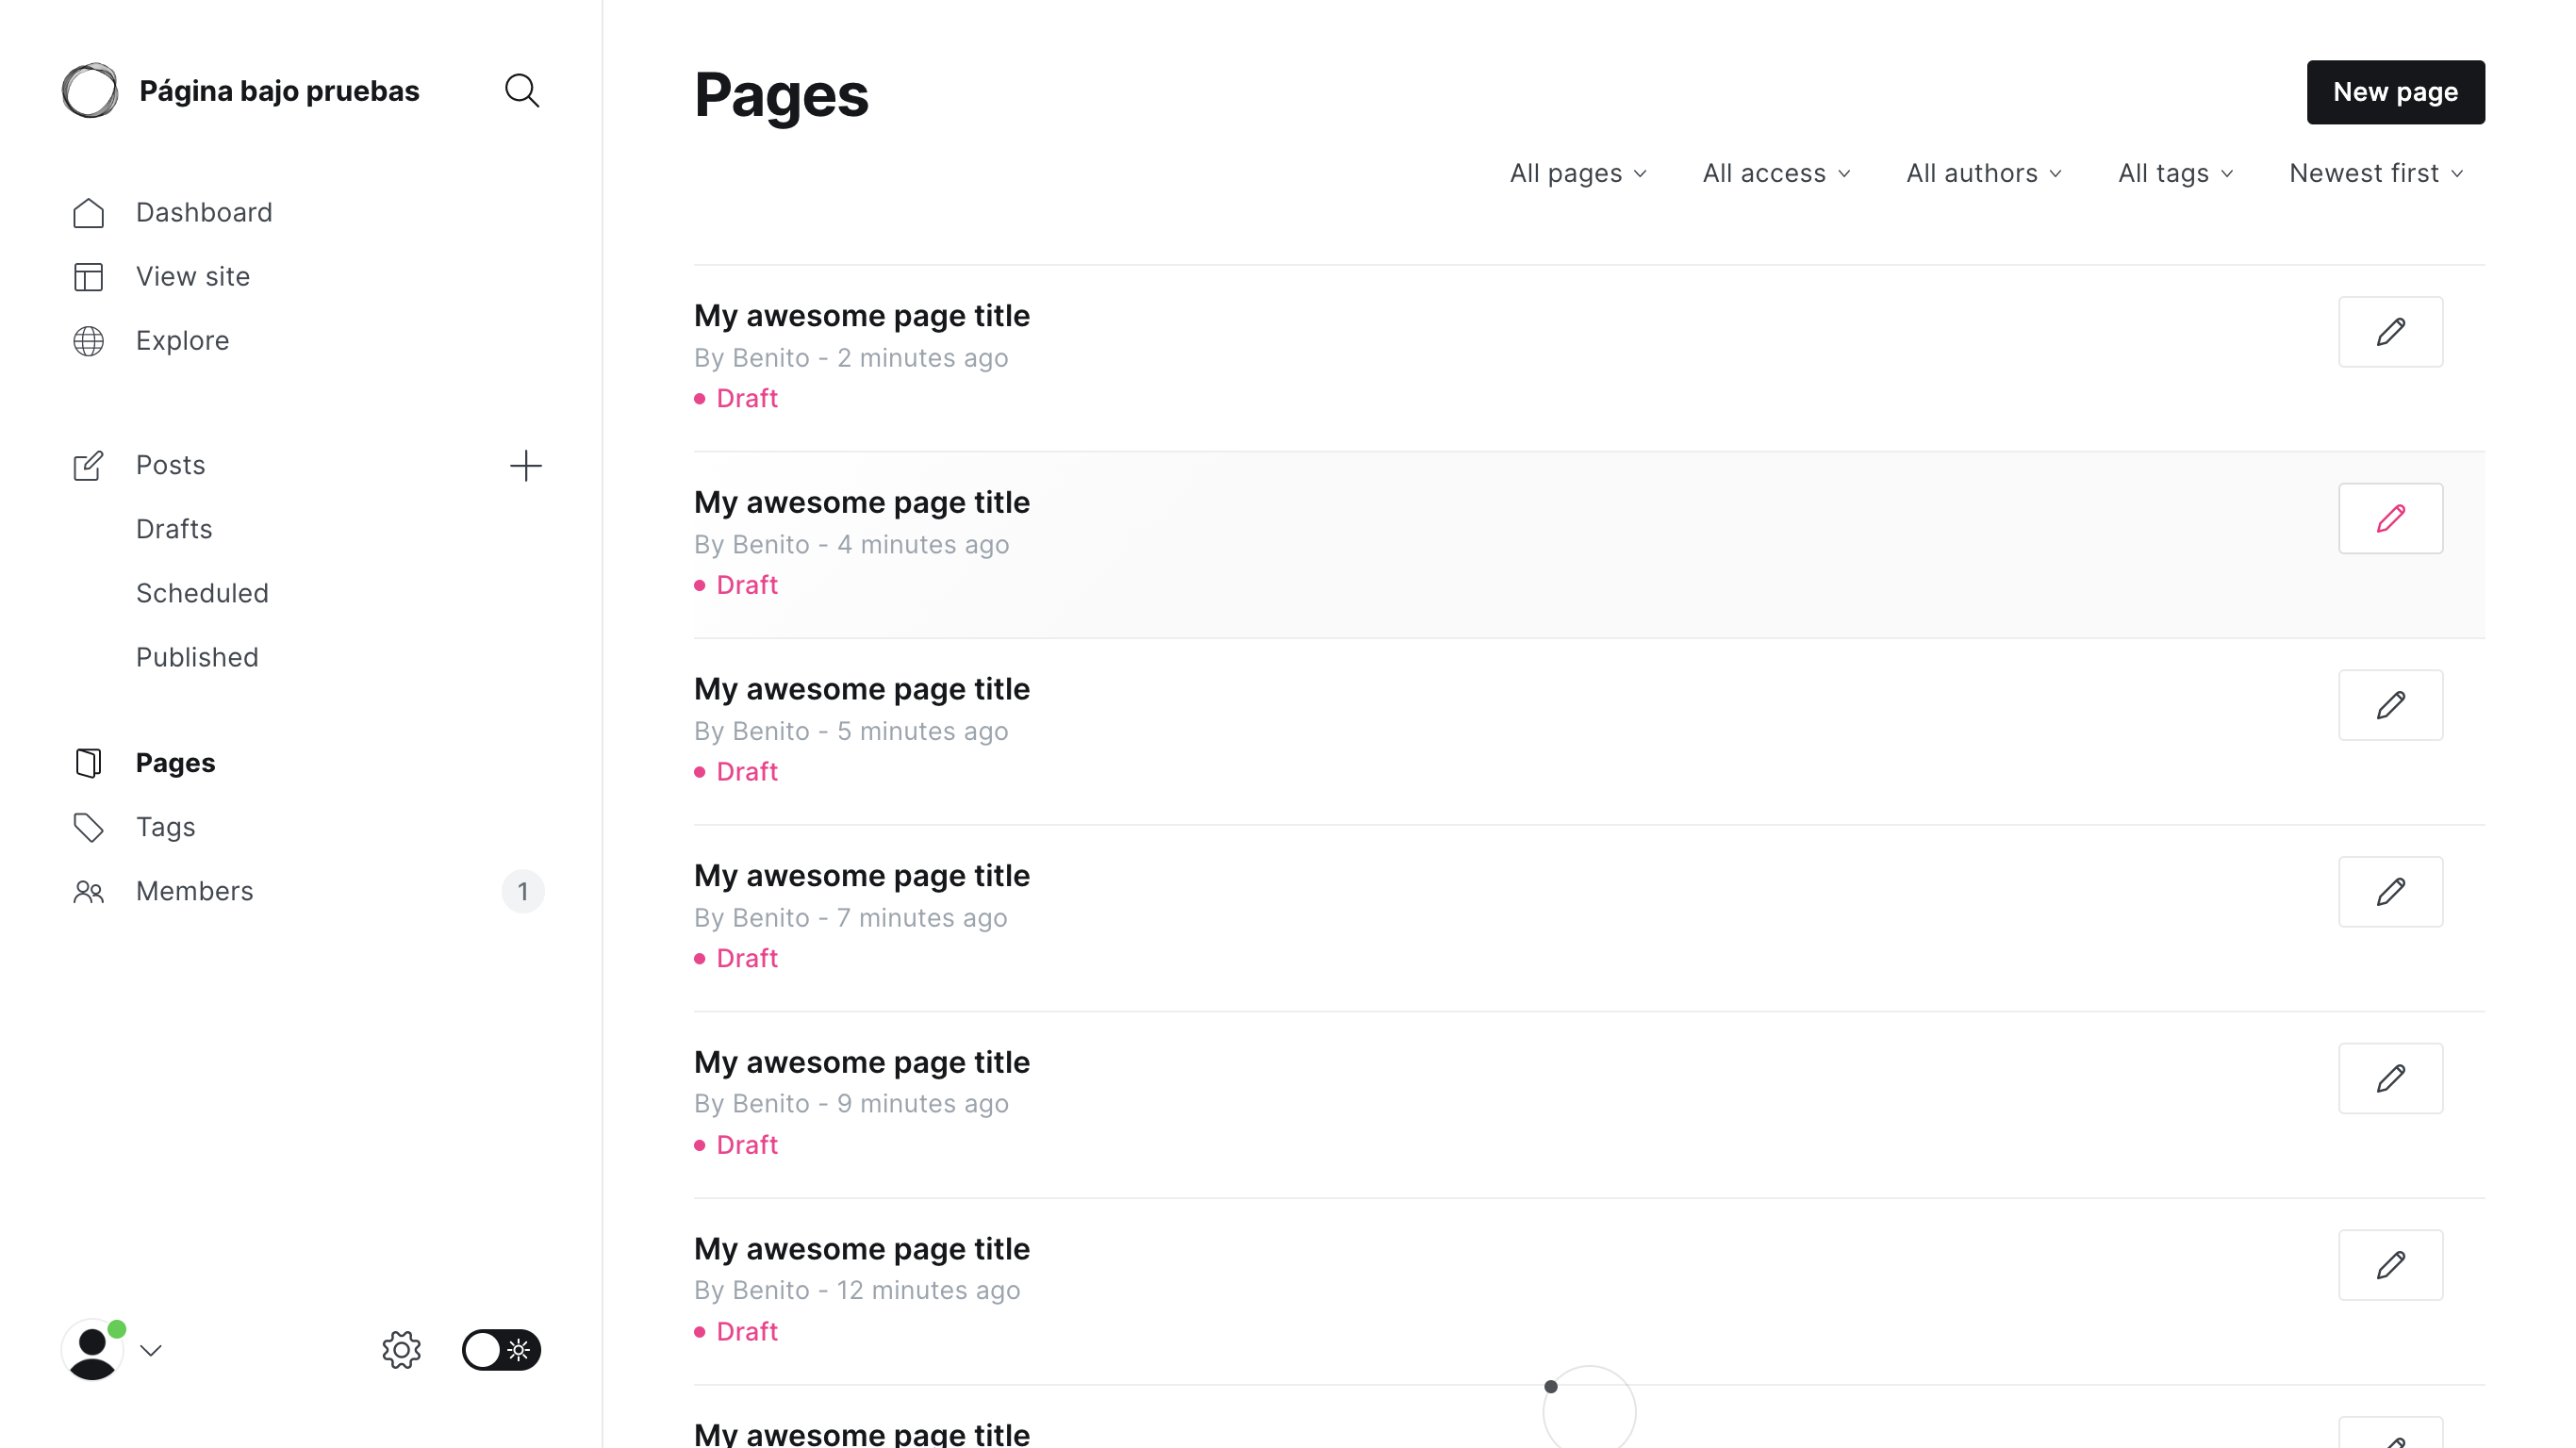 Página bajo pruebas
Dashboard
View site
Explore
Posts
Drafts
Scheduled
Published
Pages
Tags
Members 1
Pages
New page
All pages All access All authors All tags Newest first
My awesome page title
By Benito - 2 minutes ago
Draft
My awesome page title
By Benito - 4 minutes ago
Draft
My awesome page title
By Benito - 5 minutes ago
Draft
My awesome page title
By Benito - 7 minutes ago
Draft
My awesome page title
By Benito - 9 minutes ago
Draft
My awesome page title
By Benito - 12 minutes ago
Draft
My awesome page title